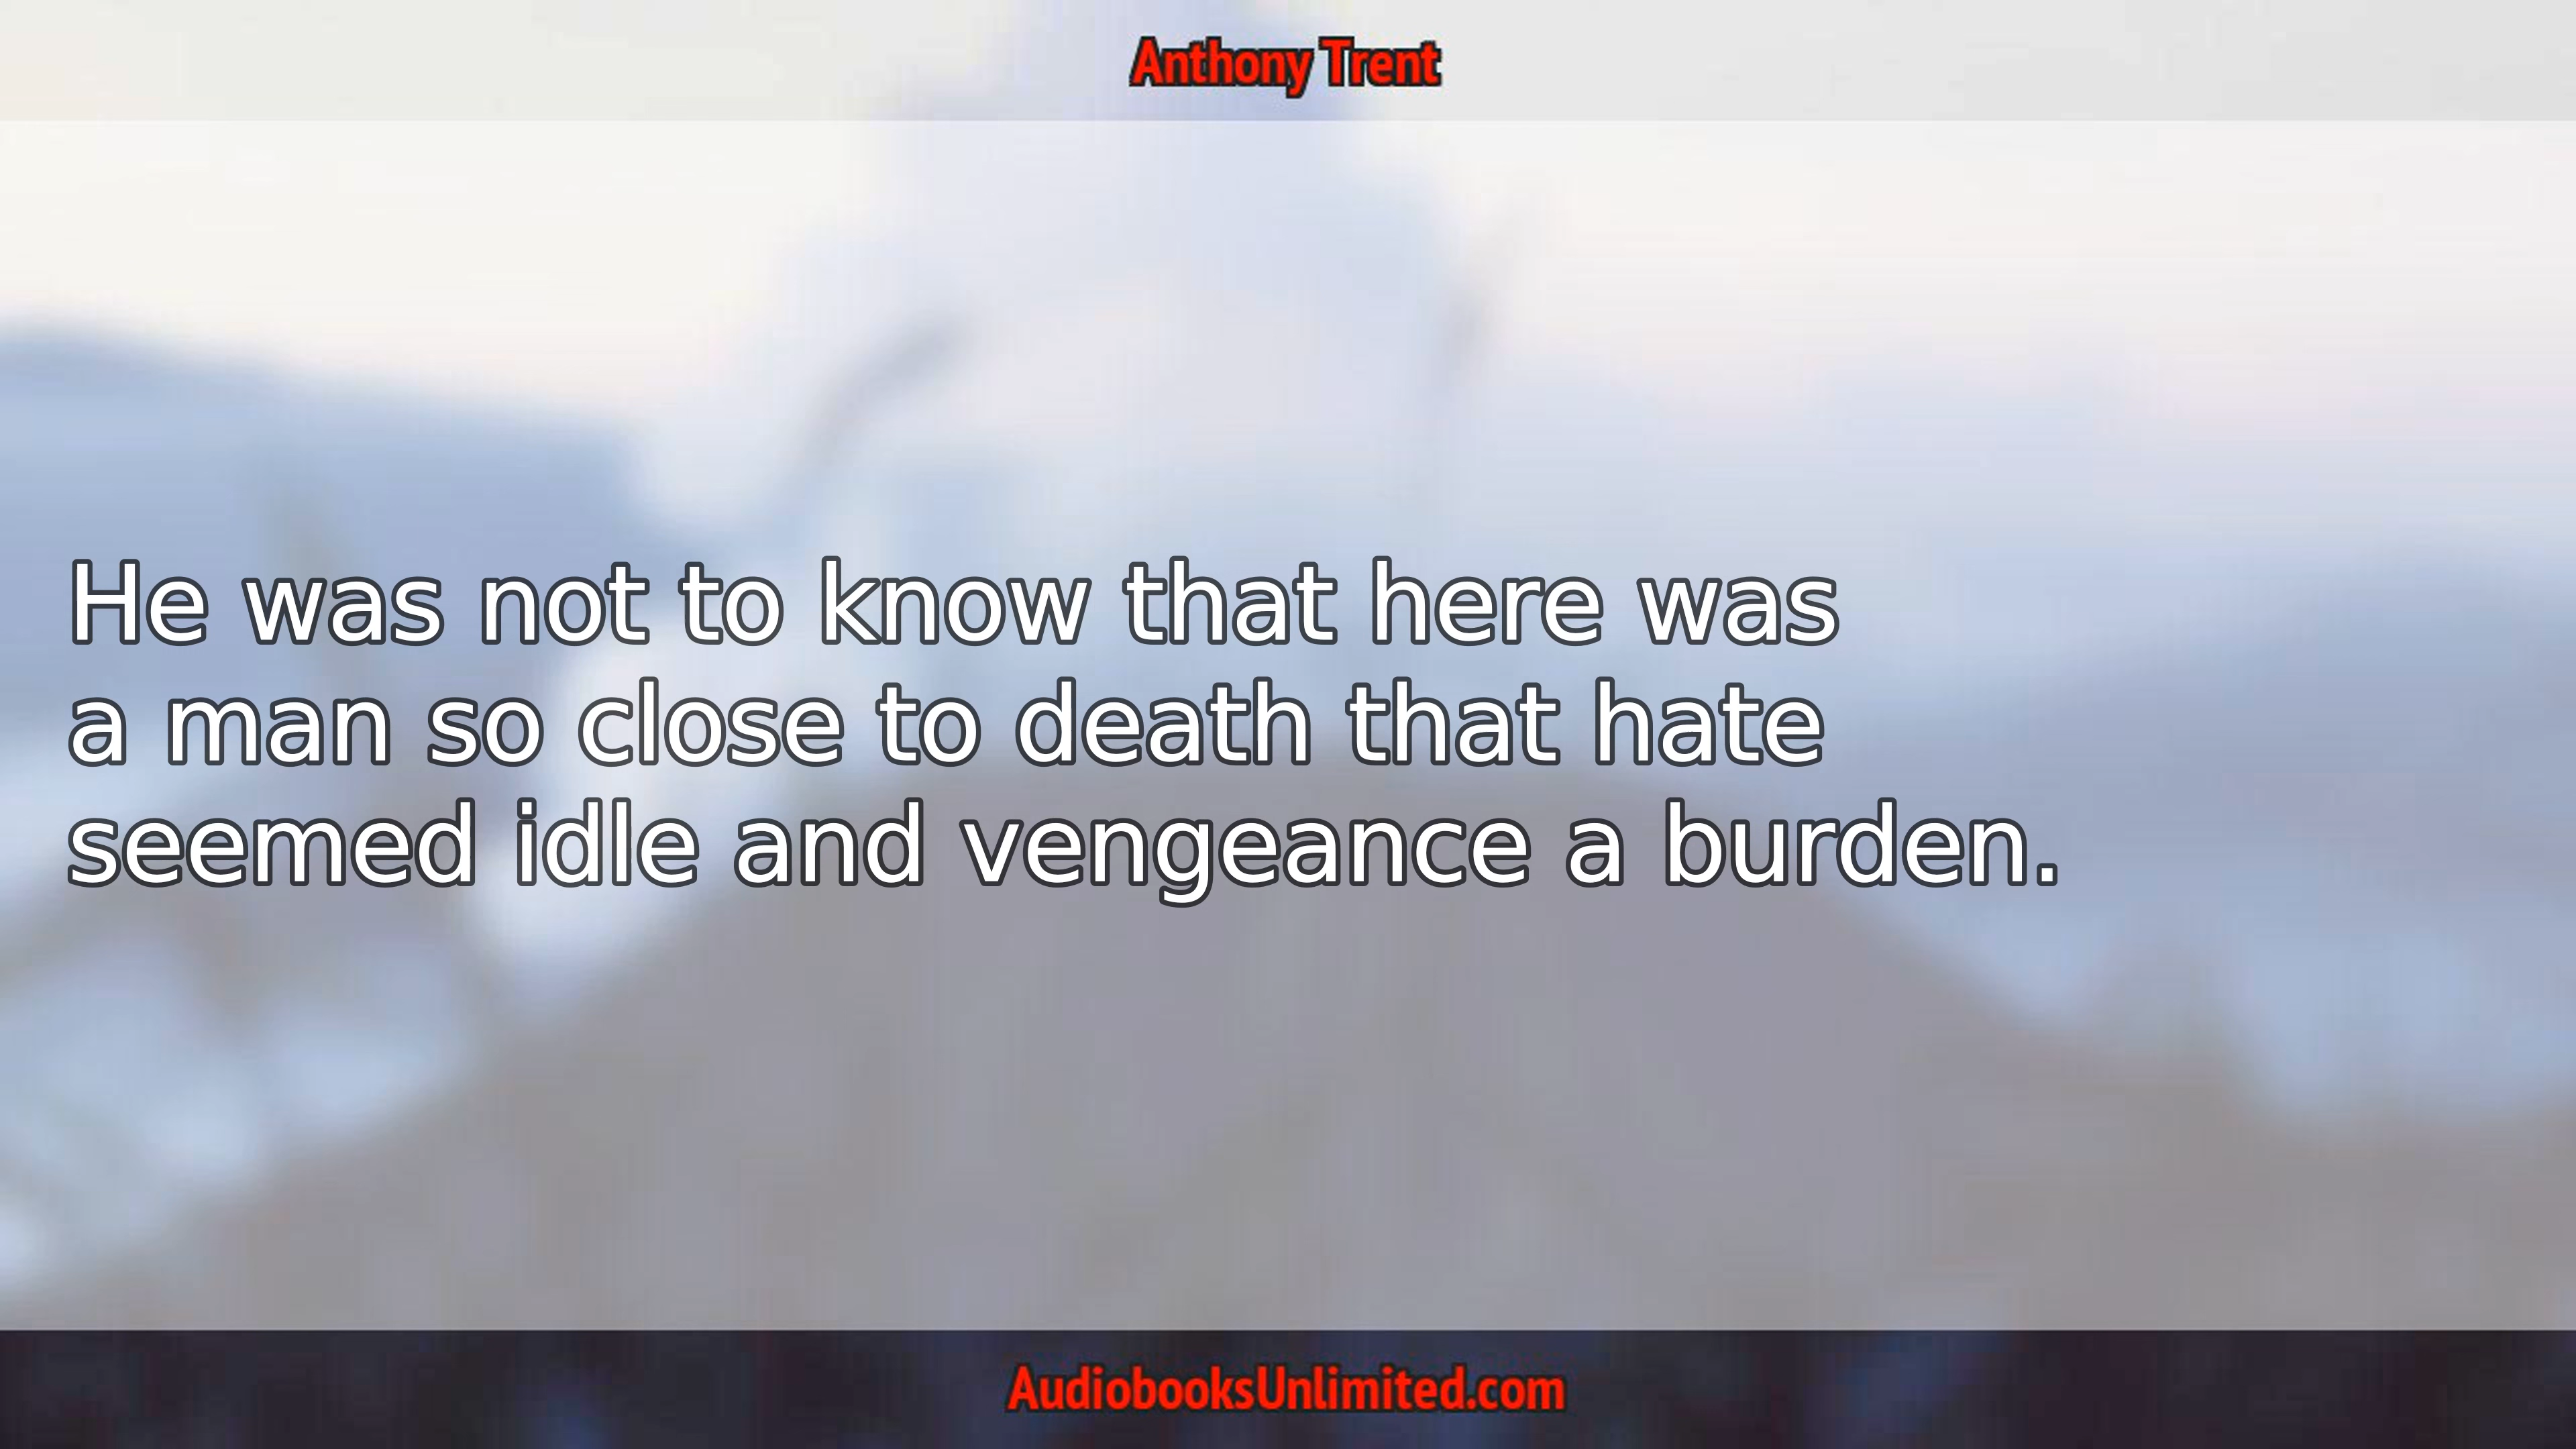 Anthony Trent
He was not to know that here was
a man so close to death that hate
seemed idle and vengeance a burden.
AudiobooksUnlimited.com